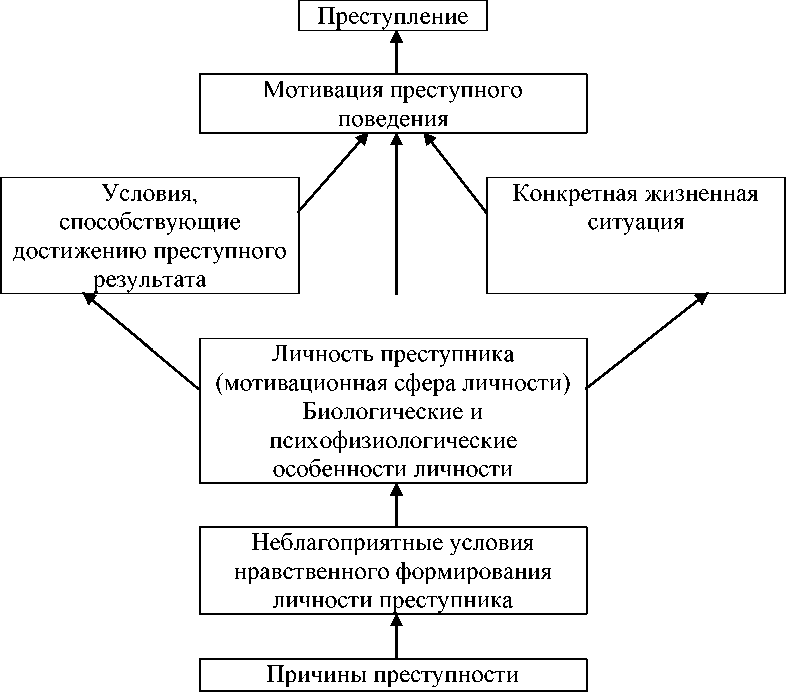 Преступление
Мотивация преступного
поведения
Условия,
способствующие
достижению преступного
результата
Конкретная жизненная
ситуация
Личность преступника
(мотивационная сфера личности)
Биологические и
психофизиологические
особенности личности
Неблагоприятные условия
нравственного формирования
личности преступника
Причины преступности